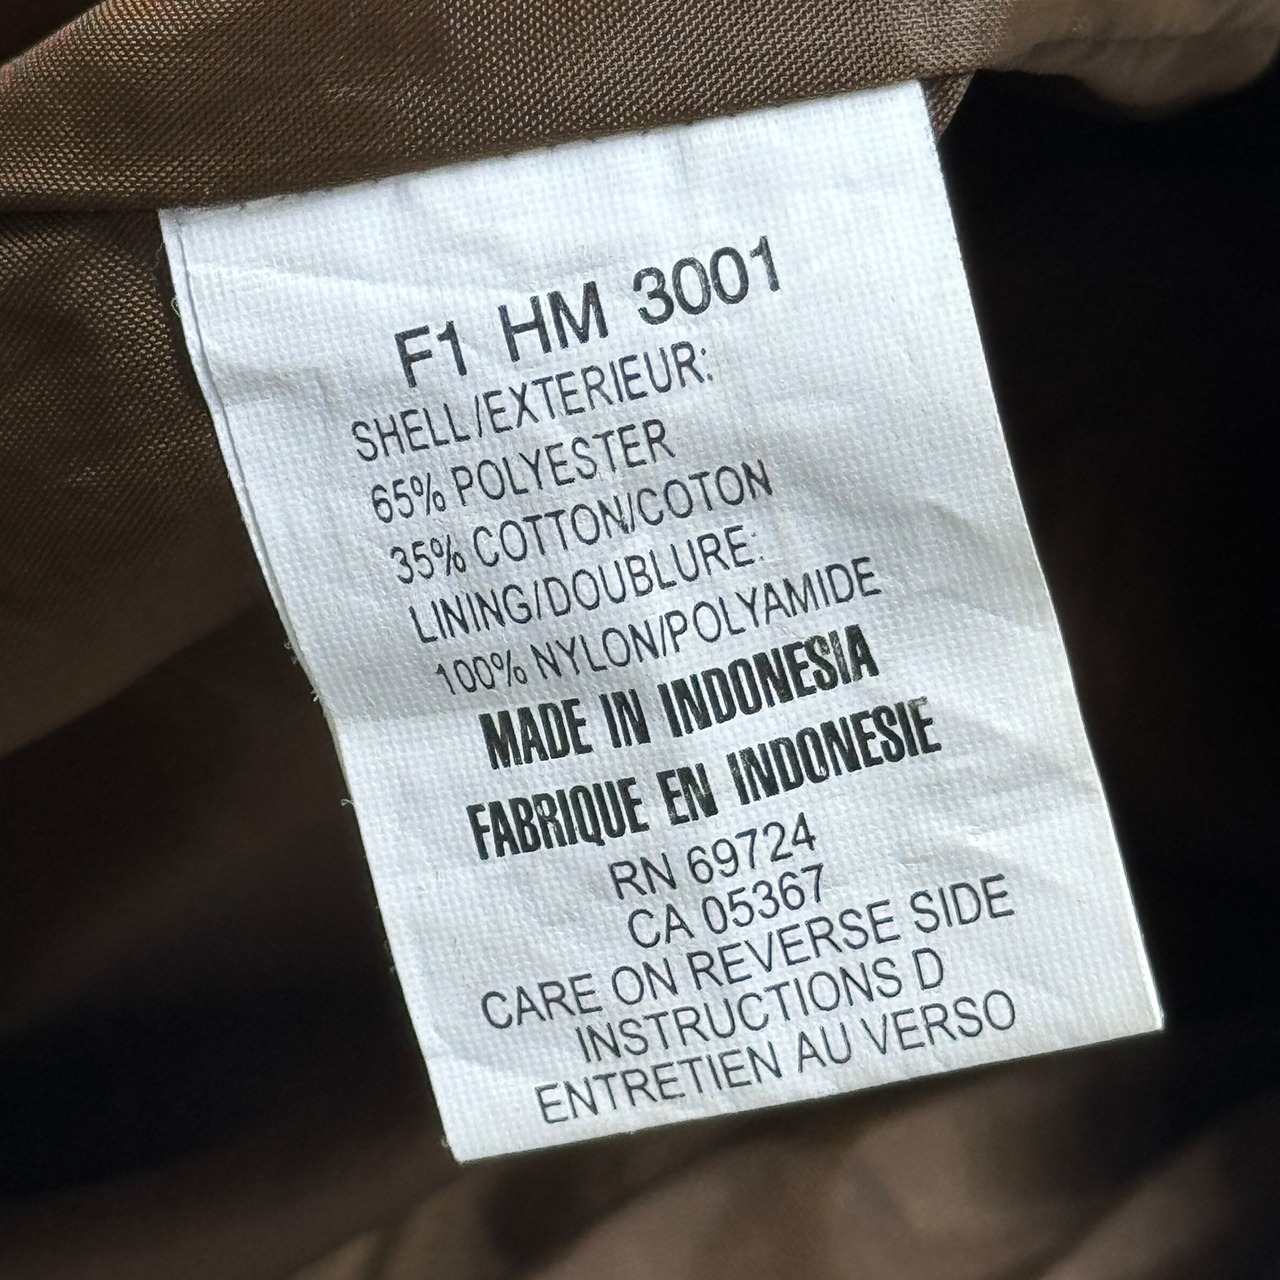 F1 HM 3001
SHELL/EXTERIEUR:
65% POLYESTER
35% COTTON/COTON
LINING/DOUBLURE:
100% NYLON/POLYAMIDE
MADE IN INDONESIA
FABRIQUE EN INDONESIE
RN 69724
CA 05367
CARE ON REVERSE SIDE
INSTRUCTIONS D
ENTRETIEN AU VERSO